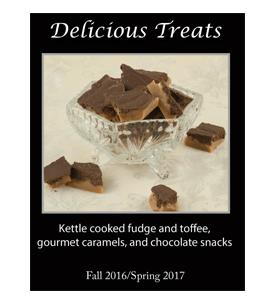 Delicious Treats
Kettle cooked fudge and toffee,
gourmet caramels, and chocolate snacks
Fall 2016/Spring 2017